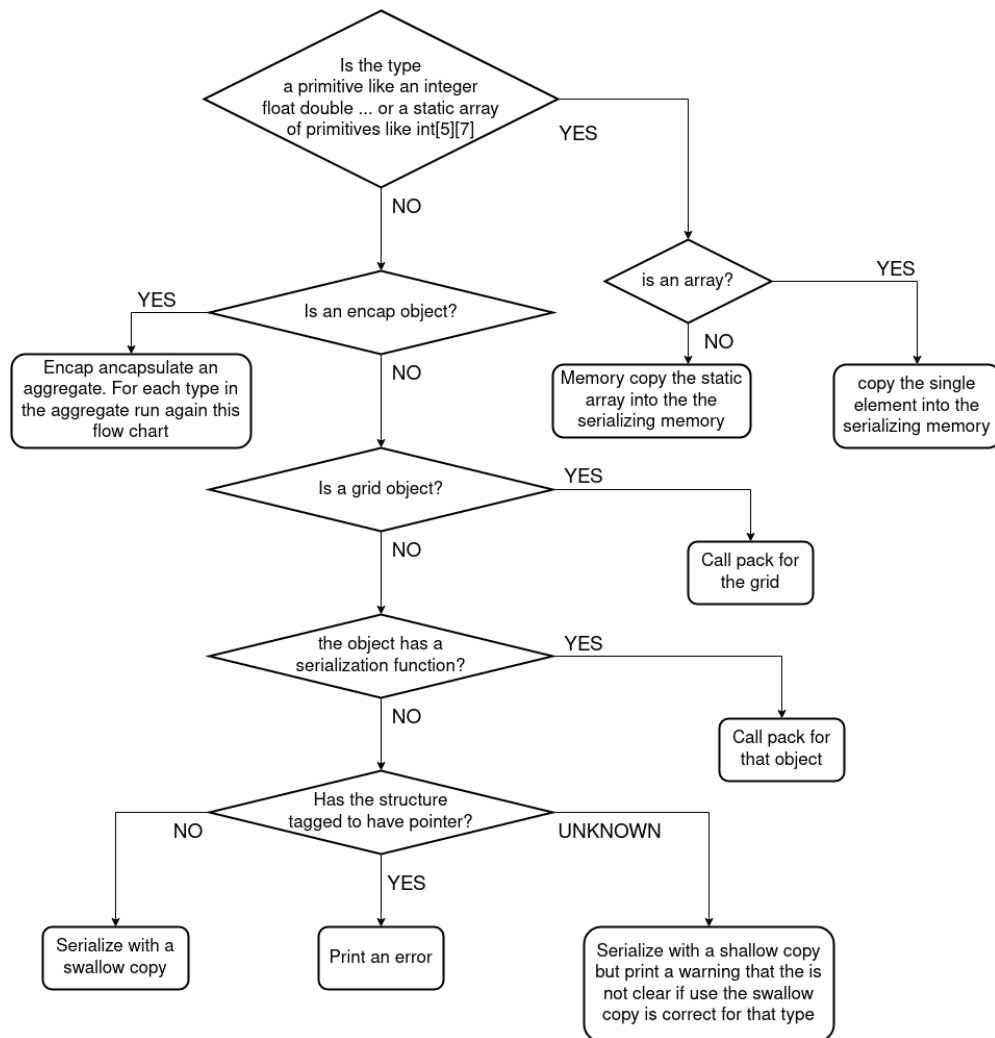 Is the type
a primitive like an integer
float double ... or a static array
of primitives like int[5][7]
YES
NO
is an array?
YES
NO
Is an encap object?
YES
NO
Encap ancapsulate an
aggregate. For each type in
the aggregate run again this
flow chart
Memory copy the static
array into the the
serializing memory
copy the single
element into the
serializing memory
Is a grid object?
YES
NO
Call pack for
the grid
the object has a
serialization function?
YES
NO
Call pack for
that object
Has the structure
tagged to have pointer?
NO
UNKNOWN
YES
Serialize with a
swallow copy
Print an error
Serialize with a shallow copy
but print a warning that the is
not clear if use the swallow
copy is correct for that type